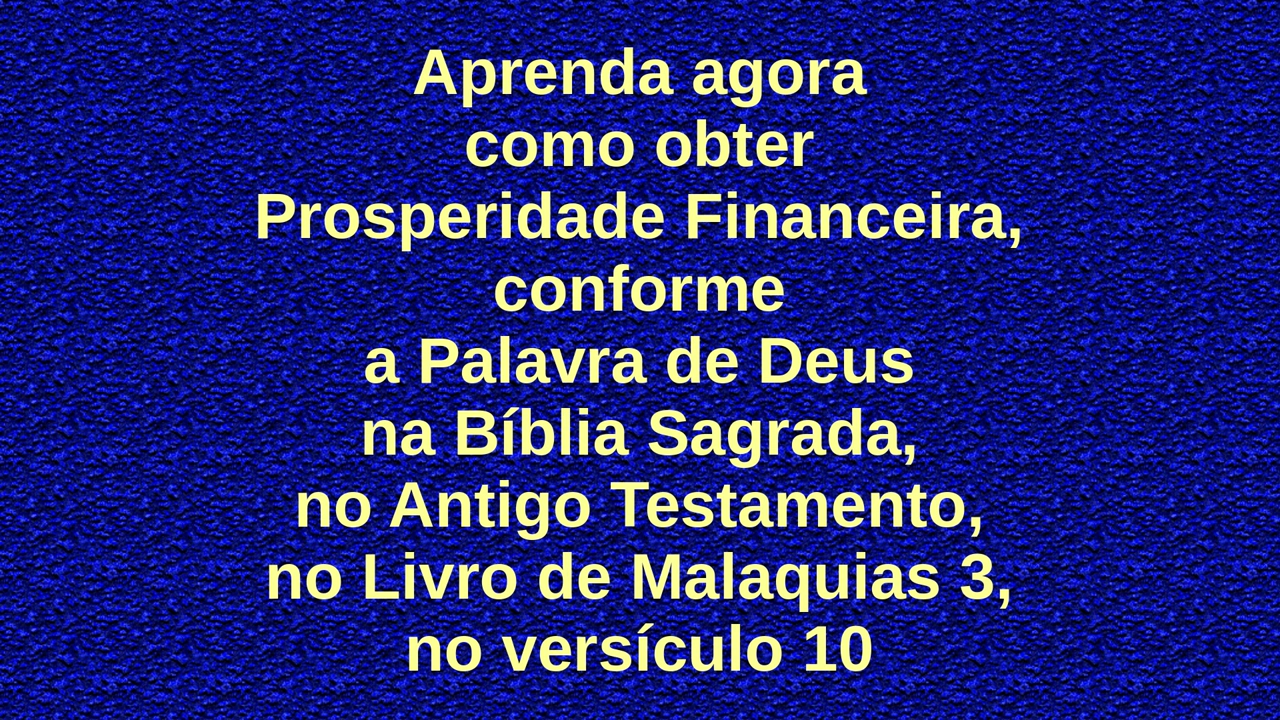 Aprenda agora
como obter
Prosperidade Financeira,
conforme
a Palavra de Deus
na Bíblia Sagrada,
no Antigo Testamento,
no Livro de Malaquias 3,
no versículo 10